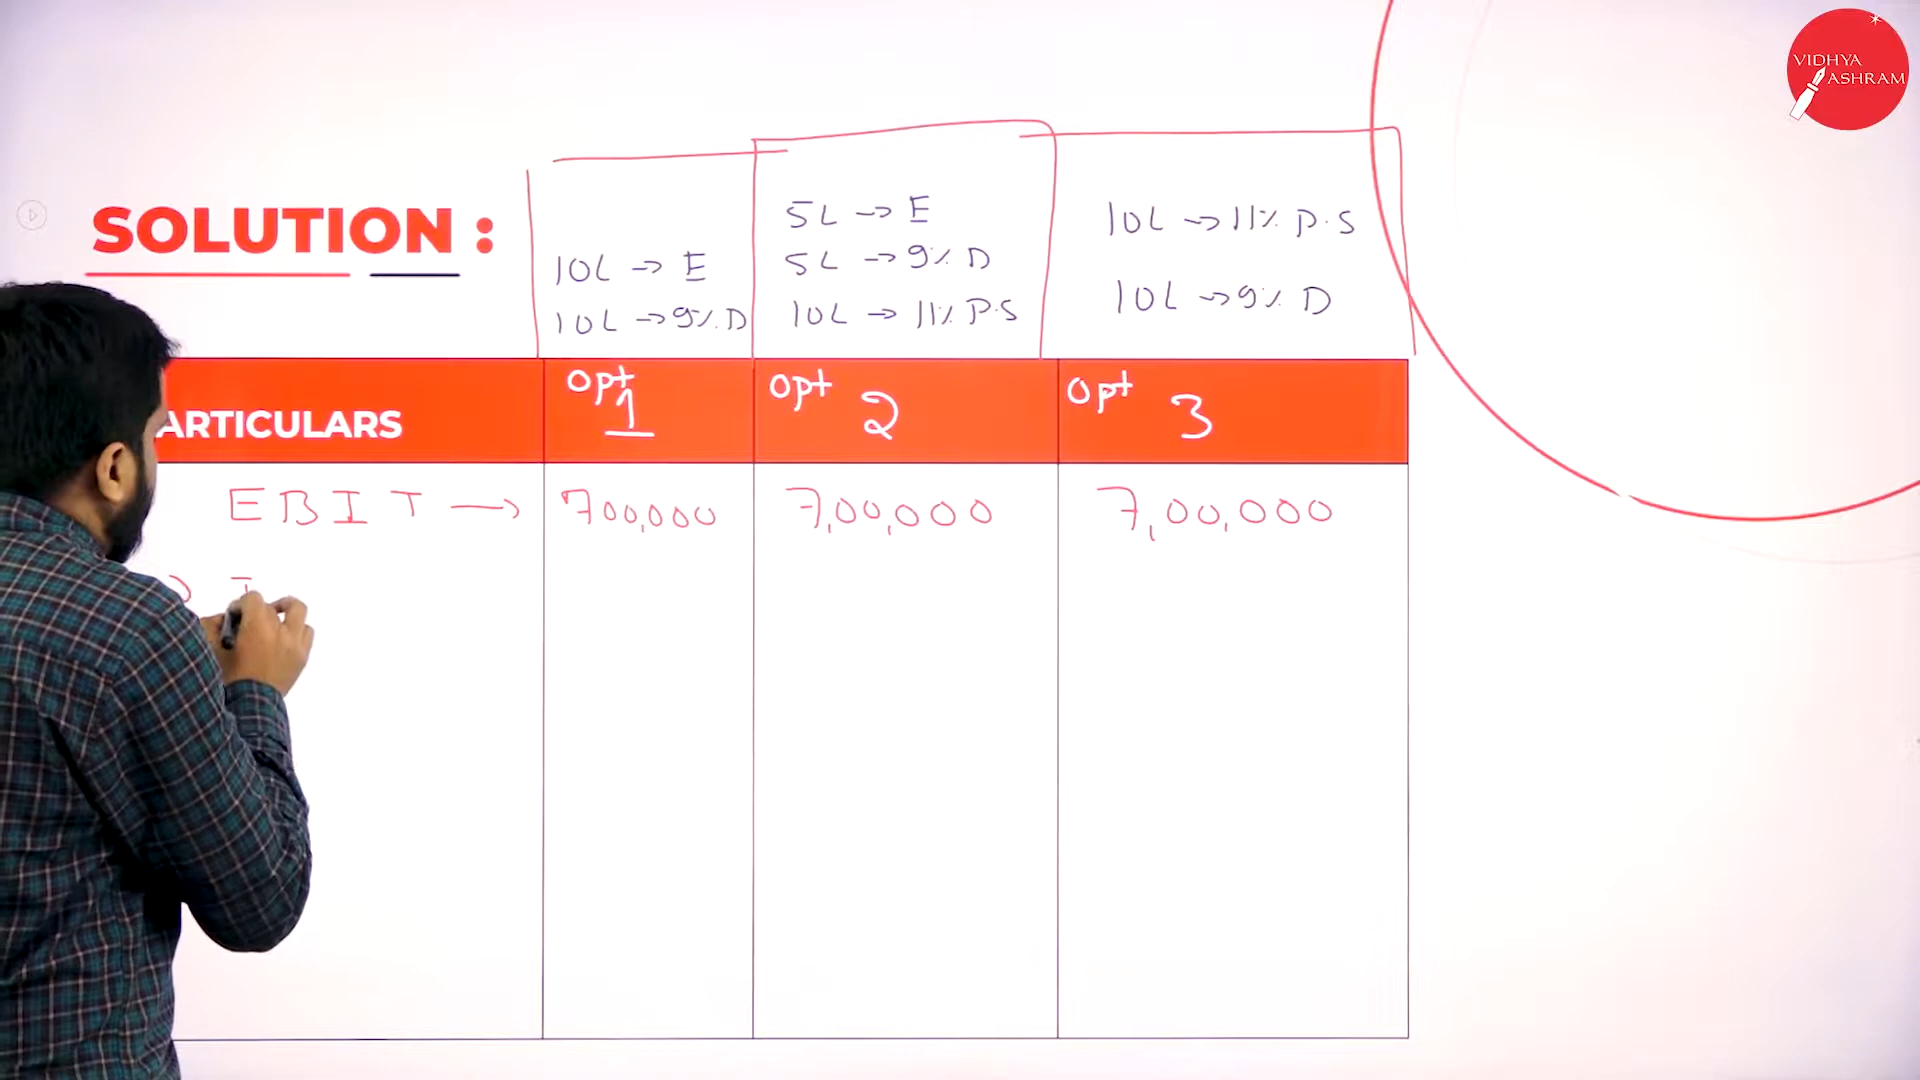 VIDHYA
ASHRAM
SOLUTION :
10L → E
10L → 9% D
5L → E
5L → 9% D
10L → 11% P.S
10L → 11% P.S
10L → 9% D
ARTICULARS
opt 1
opt 2
opt 3
EBIT → 700,000 7,00,000 7,00,000
I